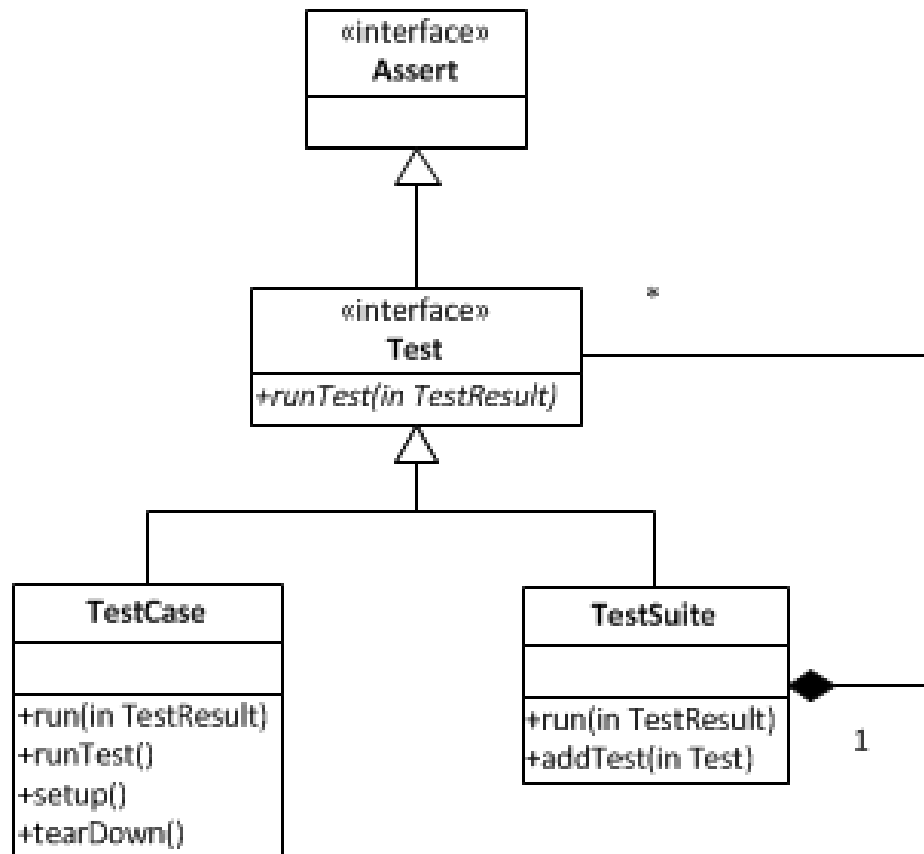 «interface»
Assert
«interface»
Test
+runTest(in TestResult)
*
TestCase
+run(in TestResult)
+runTest()
+setup()
+tearDown()
TestSuite
+run(in TestResult)
+addTest(in Test)
1